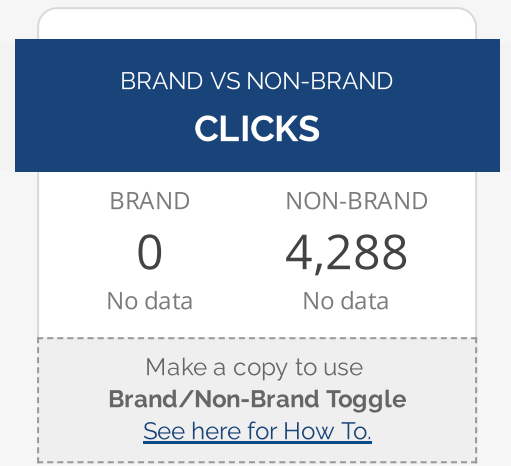 BRAND VS NON-BRAND
CLICKS
BRAND NON-BRAND
0 4,288
No data No data
Make a copy to use
Brand/Non-Brand Toggle
See here for How To.